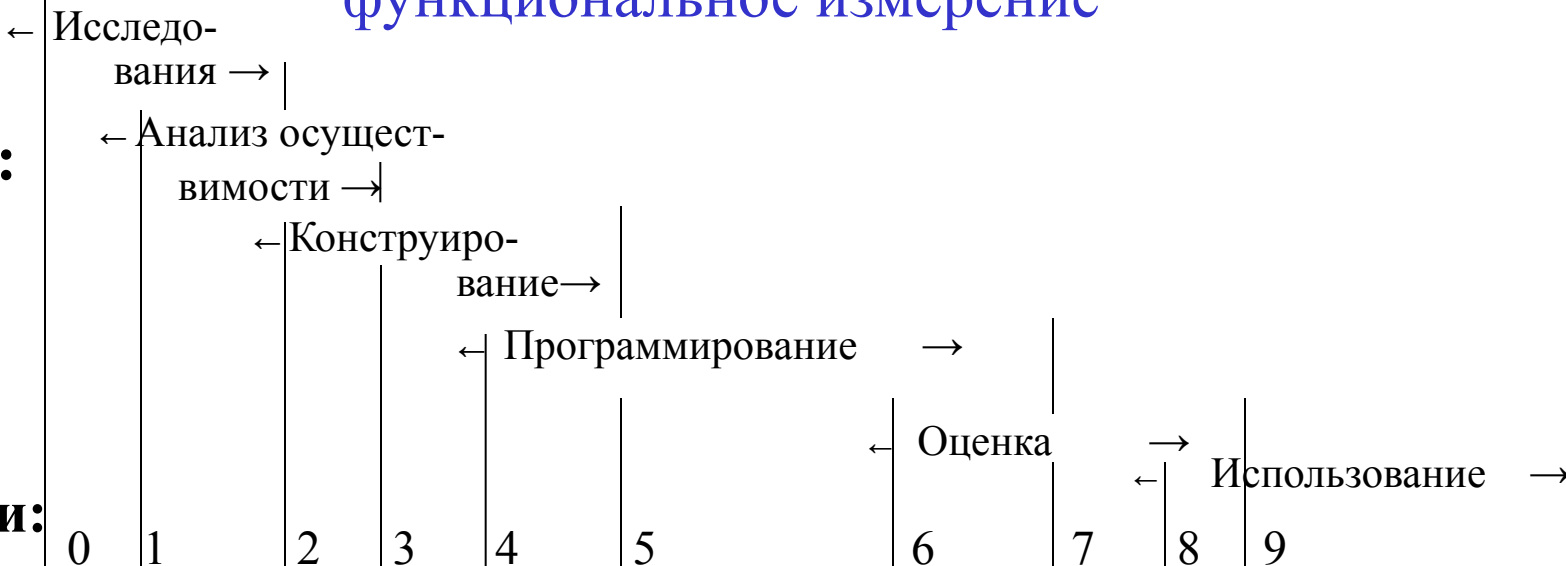 функциональное измерение
← Исследо-
вания →
← Анализ осущест-
:
вимости →
← Конструиро-
вание→
← Программирование →
← Оценка →
← Использование →
и:
0 1 2 3 4 5 6 7 8 9